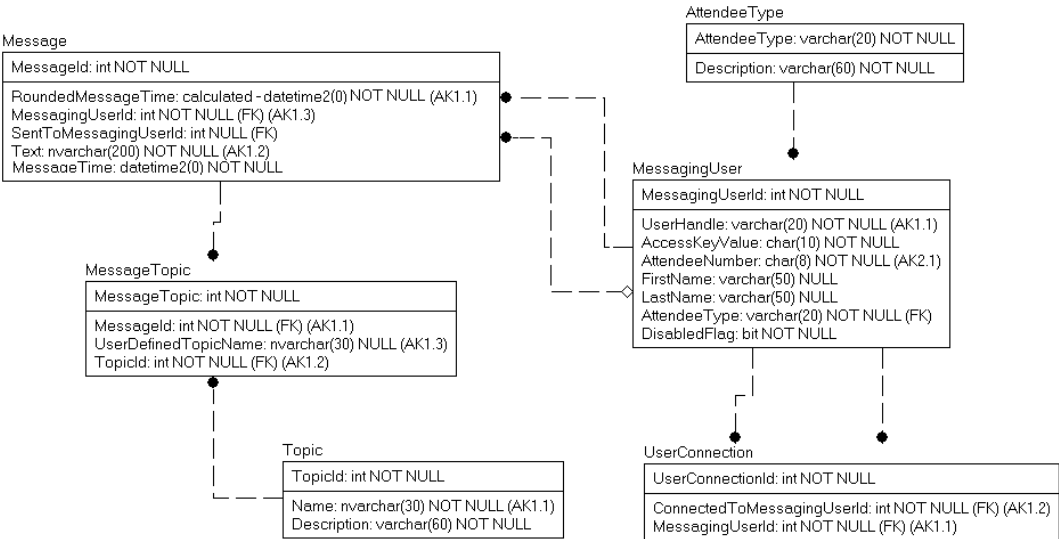 Message
MessageId: int NOT NULL
RoundedMessageTime: calculated - datetime2(0) NOT NULL (AK1.1)
MessagingUserId: int NOT NULL (FK) (AK1.3)
SentToMessagingUserId: int NULL (FK)
Text: nvarchar(200) NOT NULL (AK1.2)
MessageTime: datetime2(0) NOT NULL
AttendeeType
AttendeeType: varchar(20) NOT NULL
Description: varchar(60) NOT NULL
MessagingUser
MessagingUserId: int NOT NULL
UserHandle: varchar(20) NOT NULL (AK1.1)
AccessKeyValue: char(10) NOT NULL
AttendeeNumber: char(8) NOT NULL (AK2.1)
FirstName: varchar(50) NULL
LastName: varchar(50) NULL
AttendeeType: varchar(20) NOT NULL (FK)
DisabledFlag: bit NOT NULL
MessageTopic
MessageTopic: int NOT NULL
MessageId: int NOT NULL (FK) (AK1.1)
UserDefinedTopicName: nvarchar(30) NULL (AK1.3)
TopicId: int NOT NULL (FK) (AK1.2)
Topic
TopicId: int NOT NULL
Name: nvarchar(30) NOT NULL (AK1.1)
Description: varchar(60) NOT NULL
UserConnection
UserConnectionId: int NOT NULL
ConnectedToMessagingUserId: int NOT NULL (FK) (AK1.2)
MessagingUserId: int NOT NULL (FK) (AK1.1)